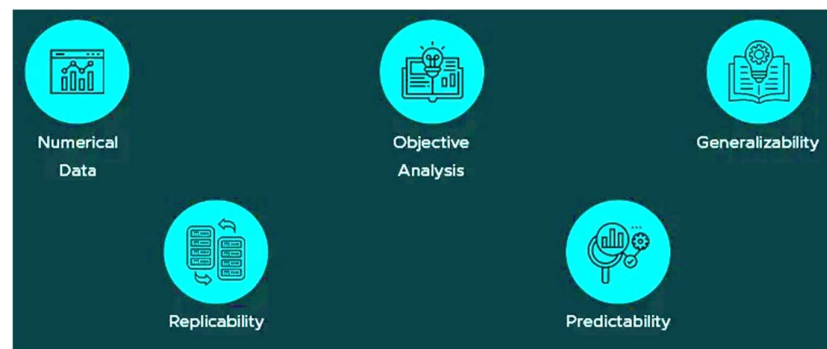 Numerical
Data
Objective
Analysis
Generalizability
Replicability
Predictability